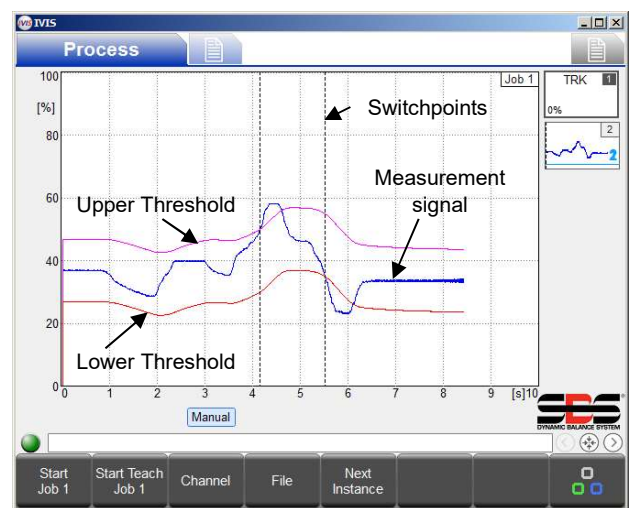 IVIS IVIS
Process
100
[%]
80
60
40
20
0
0 1 2 3 4 5 6 7 8 9 [s]10
Job 1
Switchpoints
Measurement
signal
Upper Threshold
Lower Threshold
TRK 1
0%
2
2
Manual
SBS
DYNAMIC BALANCE SYSTEM
Start
Job 1
Start Teach
Job 1
Channel
File
Next
Instance